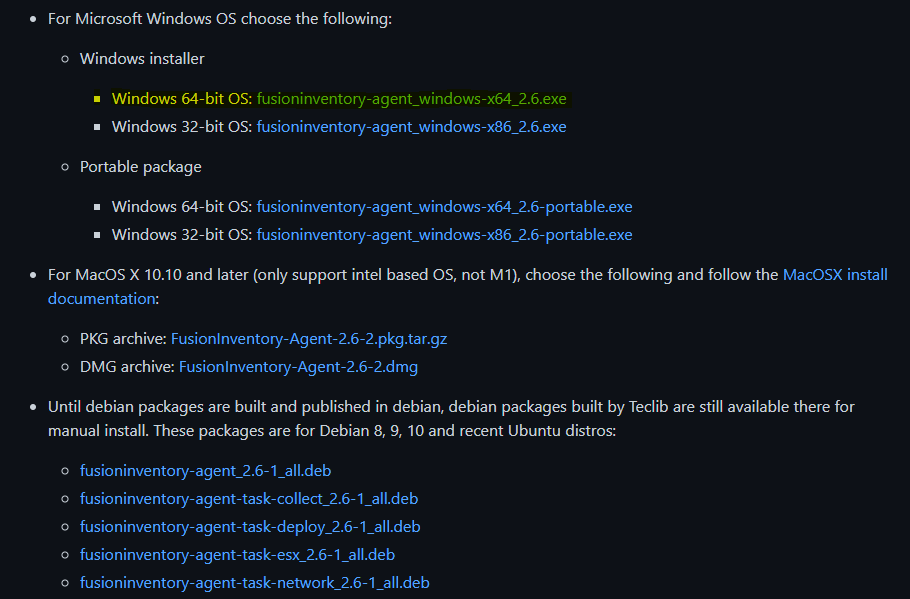 For Microsoft Windows OS choose the following:
Windows installer
Windows 64-bit OS: fusioninventory-agent_windows-x64_2.6.exe
Windows 32-bit OS: fusioninventory-agent_windows-x86_2.6.exe
Portable package
Windows 64-bit OS: fusioninventory-agent_windows-x64_2.6-portable.exe
Windows 32-bit OS: fusioninventory-agent_windows-x86_2.6-portable.exe
For MacOS X 10.10 and later (only support intel based OS, not M1), choose the following and follow the MacOSX install
documentation:
PKG archive: FusionInventory-Agent-2.6-2.pkg.tar.gz
DMG archive: FusionInventory-Agent-2.6-2.dmg
Until debian packages are built and published in debian, debian packages built by Teclib are still available there for
manual install. These packages are for Debian 8, 9, 10 and recent Ubuntu distros:
fusioninventory-agent_2.6-1_all.deb
fusioninventory-agent-task-collect_2.6-1_all.deb
fusioninventory-agent-task-deploy_2.6-1_all.deb
fusioninventory-agent-task-esx_2.6-1_all.deb
fusioninventory-agent-task-network_2.6-1_all.deb